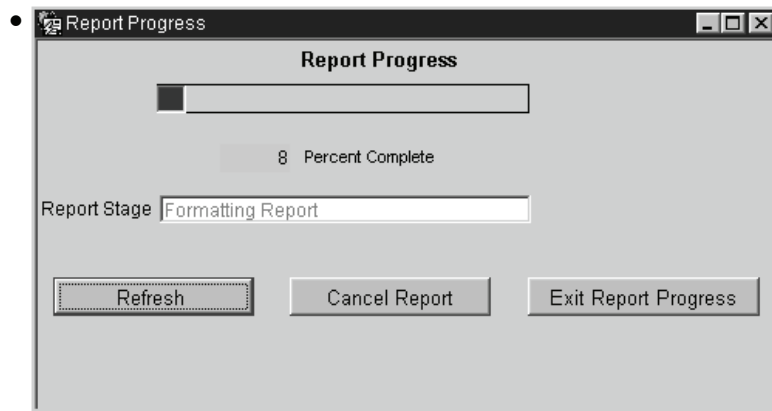 Report Progress
Report Progress
8 Percent Complete
Report Stage Formatting Report
Refresh Cancel Report Exit Report Progress